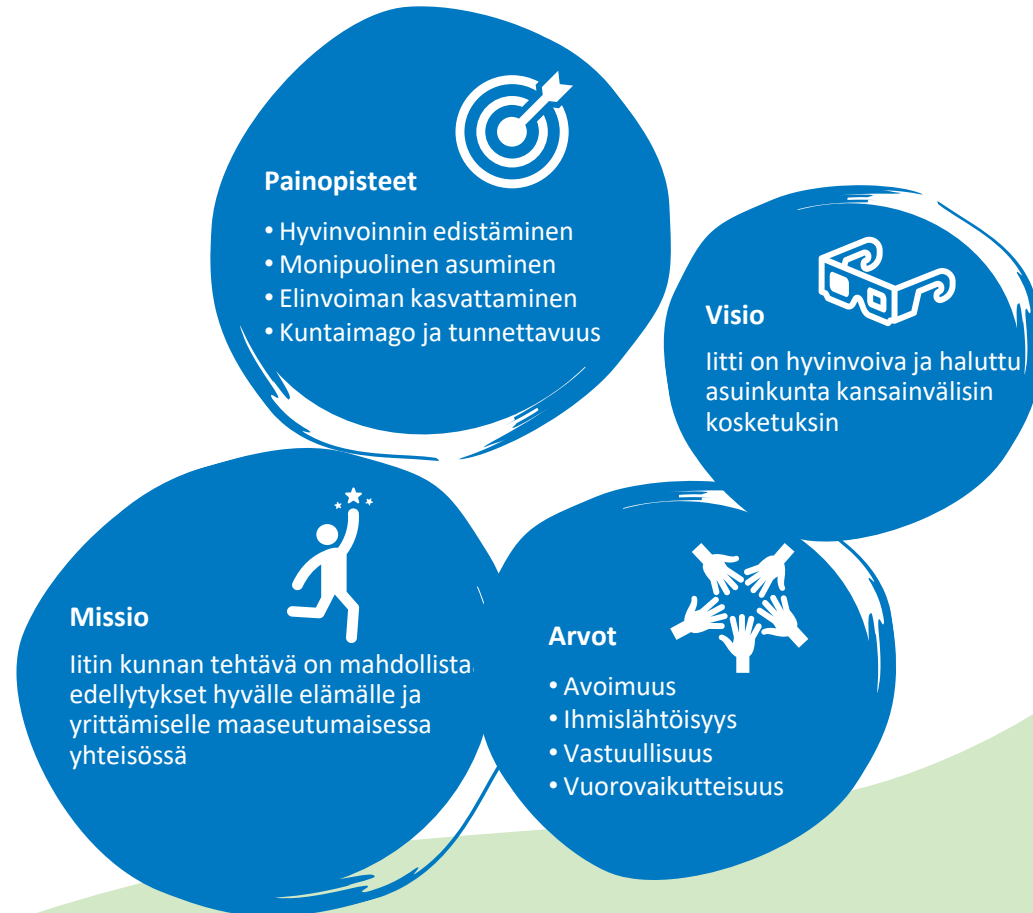 Painopisteet
• Hyvinvoinnin edistäminen
• Monipuolinen asuminen
• Elinvoiman kasvattaminen
• Kuntaimago ja tunnettavuus
Visio
Iitti on hyvinvoiva ja haluttu
asuinkunta kansainvälisin
kosketuksin
Missio
Iitin kunnan tehtävä on mahdollista
edellytykset hyvälle elämälle ja
yrittämiselle maaseutumaisessa
yhteisössä
Arvot
• Avoimuus
• Ihmislähtöisyys
• Vastuullisuus
• Vuorovaikutteisuus